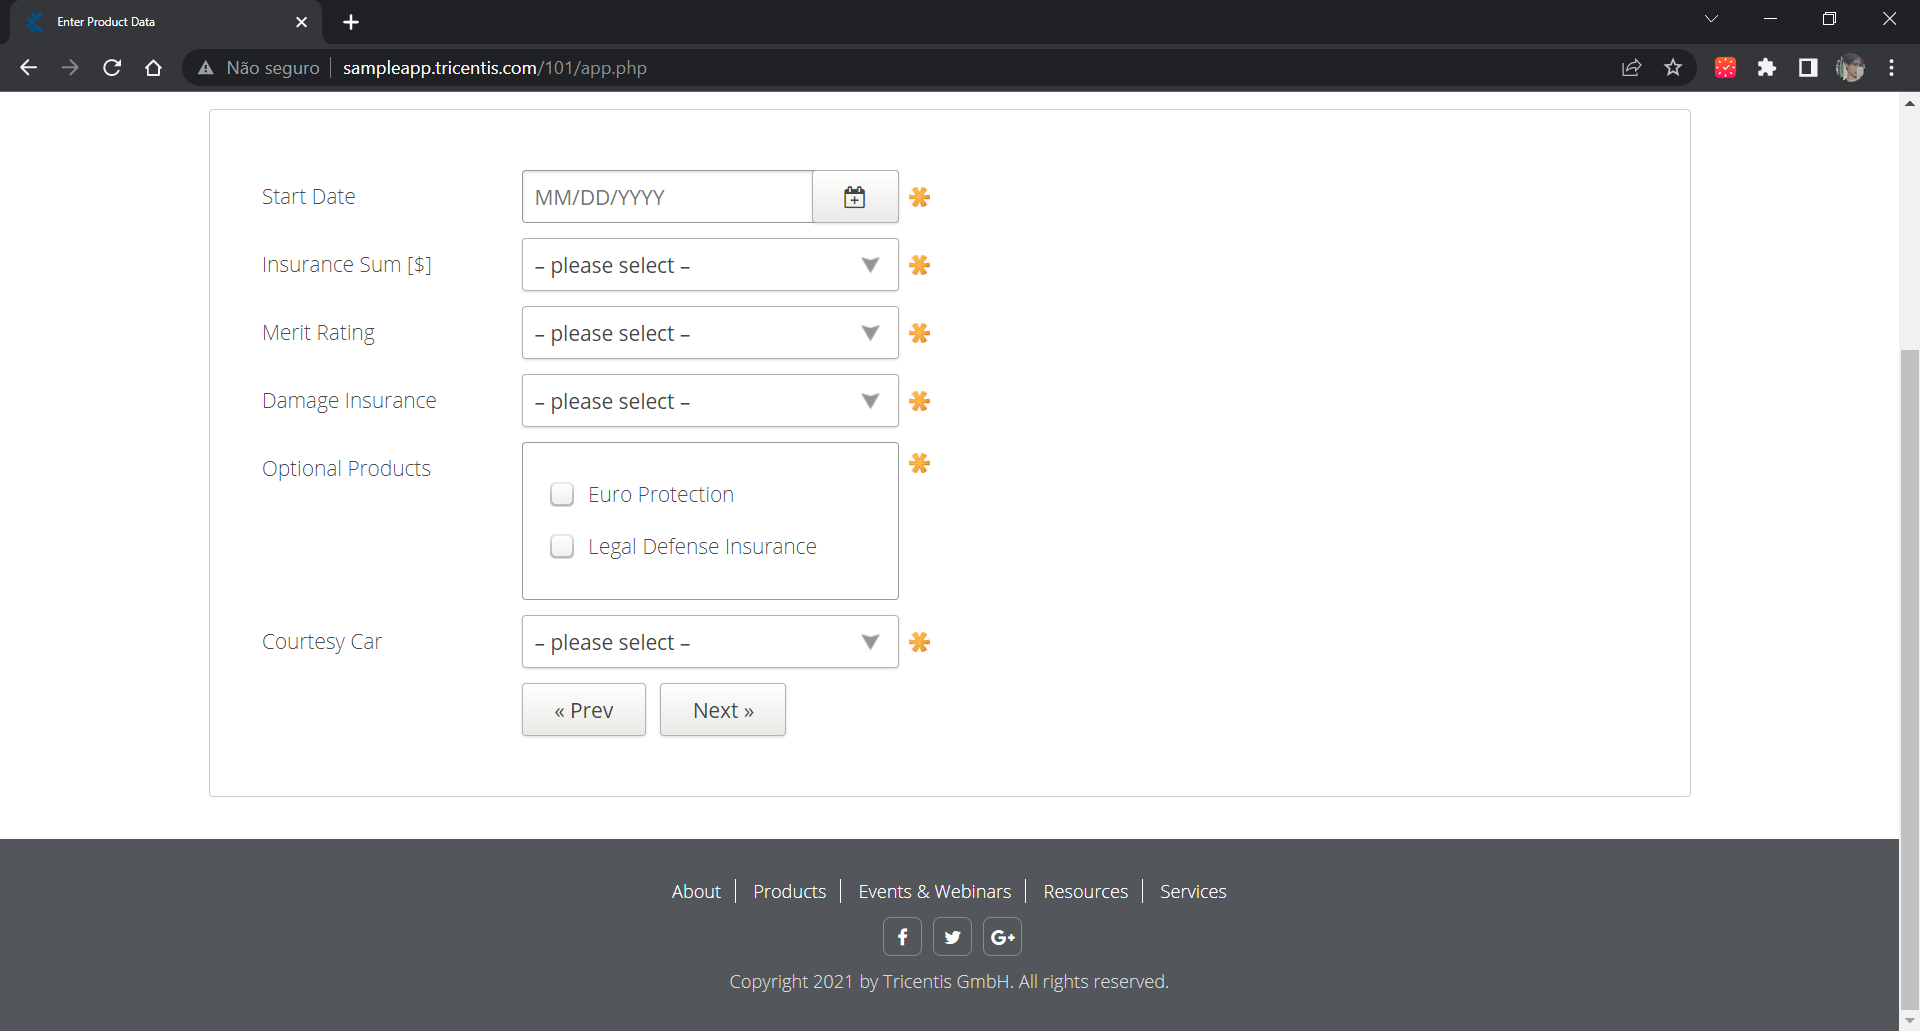 Enter Product Data
Não seguro
sampleapp.tricentis.com/101/app.php
Start Date
MM/DD/YYYY
Insurance Sum [$]
– please select –
Merit Rating
– please select –
Damage Insurance
– please select –
Optional Products
Euro Protection
Legal Defense Insurance
Courtesy Car
– please select –
« Prev
Next »
About
Products
Events & Webinars
Resources
Services
f
G+
Copyright 2021 by Tricentis GmbH. All rights reserved.